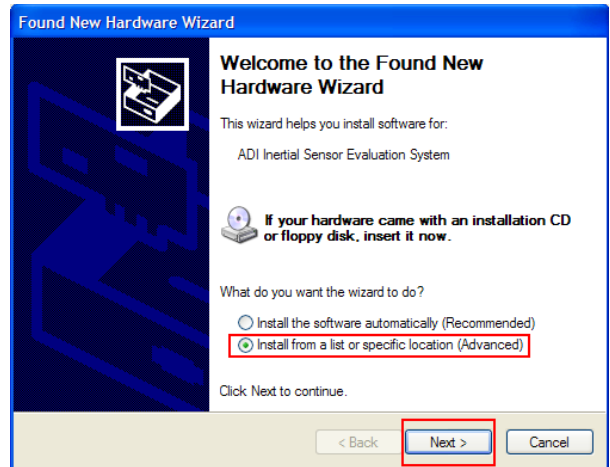 Found New Hardware Wizard
Welcome to the Found New
Hardware Wizard
This wizard helps you install software for:
ADI Inertial Sensor Evaluation System
If your hardware came with an installation CD
or floppy disk, insert it now.
What do you want the wizard to do?
Install the software automatically (Recommended)
Install from a list or specific location (Advanced)
Click Next to continue.
< Back
Next >
Cancel